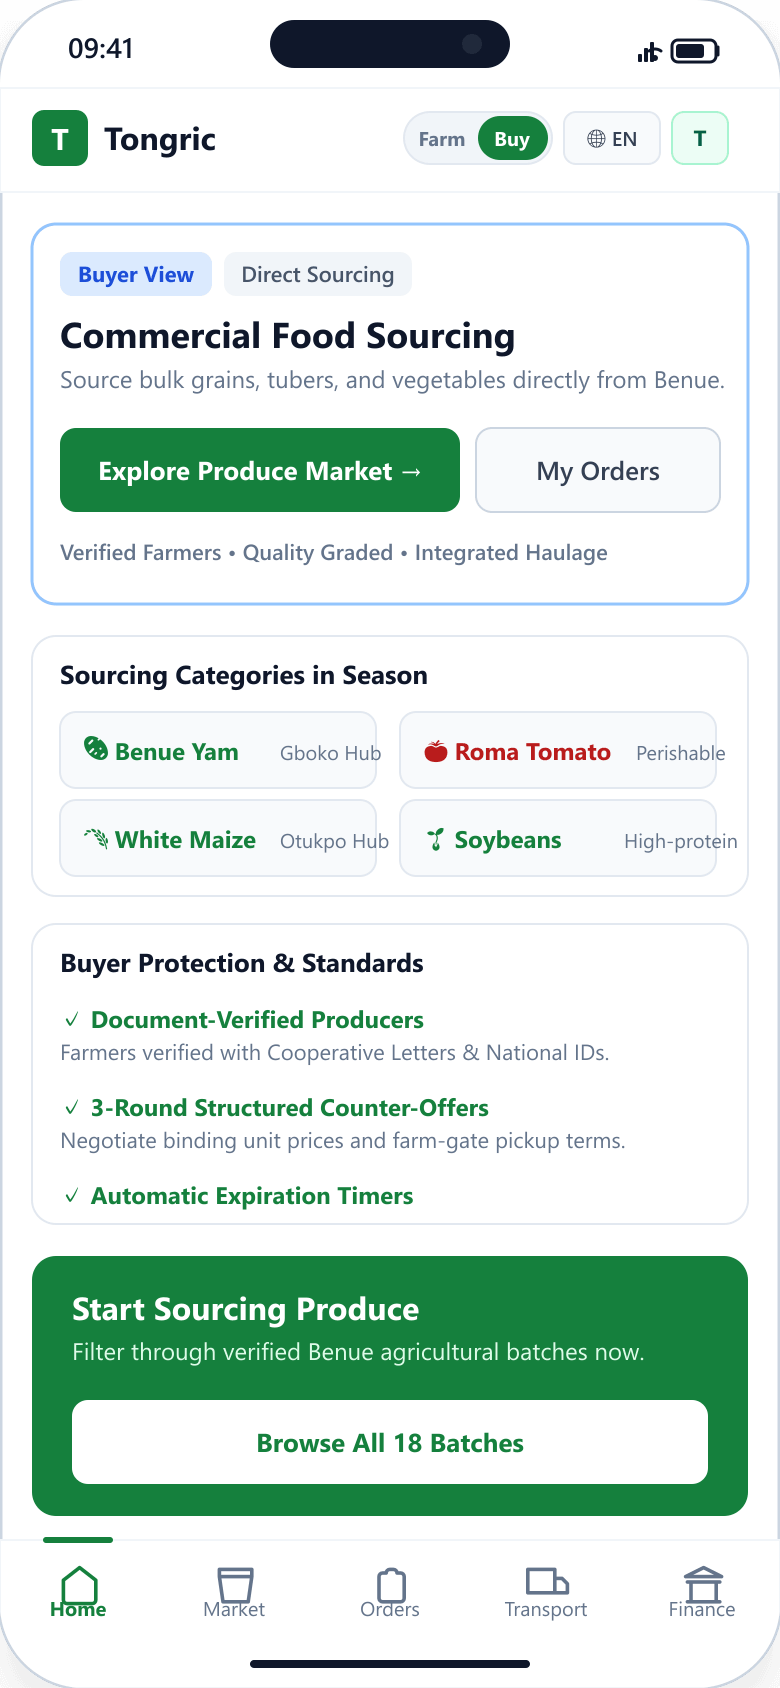 09:41
T Tongric Farm Buy EN T
Buyer View Direct Sourcing
Commercial Food Sourcing
Source bulk grains, tubers, and vegetables directly from Benue.
Explore Produce Market → My Orders
Verified Farmers • Quality Graded • Integrated Haulage
Sourcing Categories in Season
Benue Yam Gboko Hub Roma Tomato Perishable
White Maize Otukpo Hub Soybeans High-protein
Buyer Protection & Standards
✓ Document-Verified Producers
Farmers verified with Cooperative Letters & National IDs.
✓ 3-Round Structured Counter-Offers
Negotiate binding unit prices and farm-gate pickup terms.
✓ Automatic Expiration Timers
Start Sourcing Produce
Filter through verified Benue agricultural batches now.
Browse All 18 Batches
Home Market Orders Transport Finance